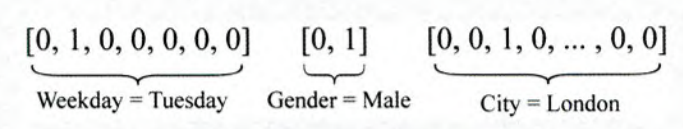 [0, 1, 0, 0, 0, 0, 0] [0, 1] [0, 0, 1, 0, ... , 0, 0]
Weekday = Tuesday Gender = Male City = London